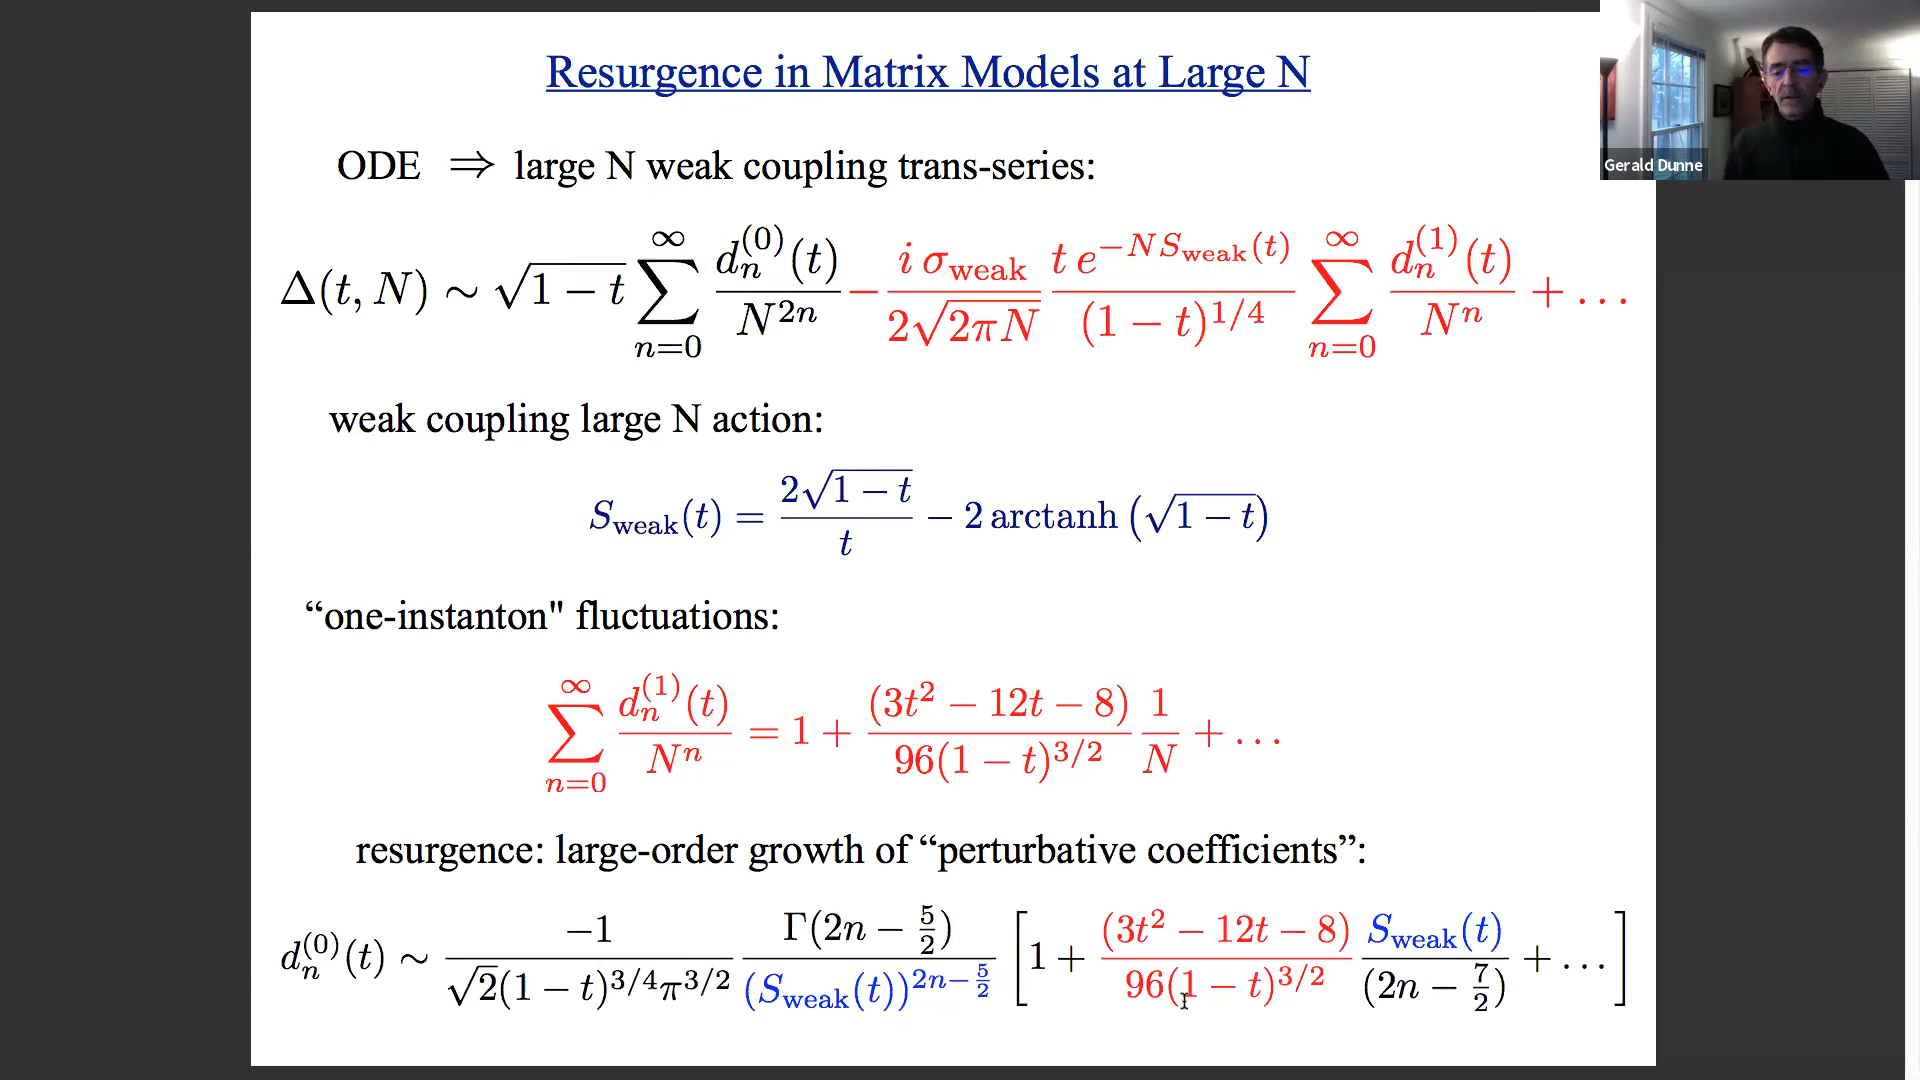 Resurgence in Matrix Models at Large N
Gerald Dunne
ODE ⇒ large N weak coupling trans-series:
Δ(t, N) ∼ √(1 − t) ∑_{n=0}^{∞} d_n^{(0)}(t) / N^{2n} − (i σ_weak / (2√(2πN))) (t e^{−N S_weak(t)} / (1 − t)^{1/4}) ∑_{n=0}^{∞} d_n^{(1)}(t) / N^n + ...
weak coupling large N action:
S_weak(t) = 2√(1 − t) / t − 2 arctanh (√(1 − t))
“one-instanton" fluctuations:
∑_{n=0}^{∞} d_n^{(1)}(t) / N^n = 1 + ((3t² − 12t − 8) / (96(1 − t)^{3/2})) (1 / N) + ...
resurgence: large-order growth of “perturbative coefficients”:
d_n^{(0)}(t) ∼ (−1 / (√2(1 − t)^{3/4} π^{3/2})) (Γ(2n − 5/2) / (S_weak(t))^{2n − 5/2}) [1 + ((3t² − 12t − 8) / (96(1 − t)^{3/2})) (S_weak(t) / (2n − 7/2)) + ...]